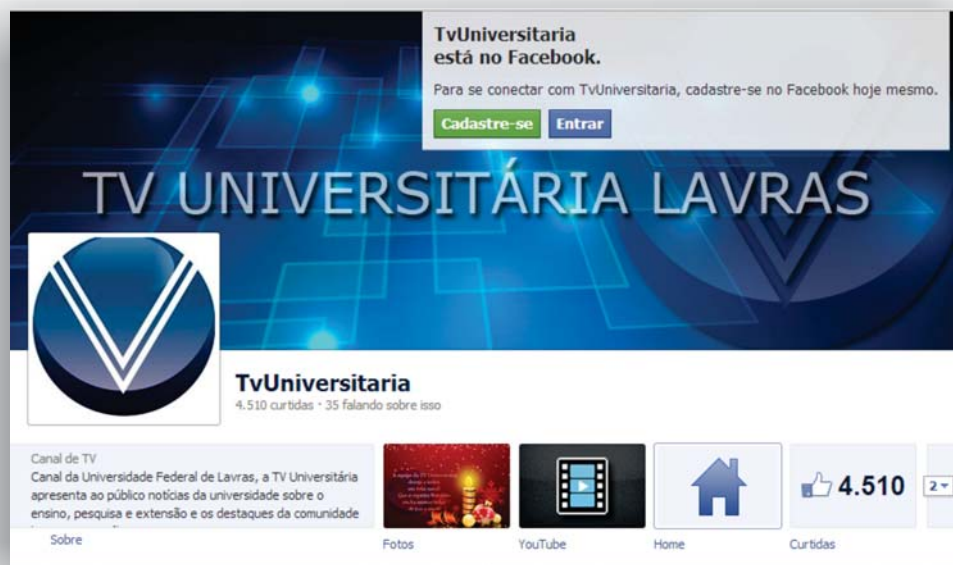 TvUniversitaria
está no Facebook.
Para se conectar com TvUniversitaria, cadastre-se no Facebook hoje mesmo.
Cadastre-se Entrar
TV UNIVERSITÁRIA LAVRAS
TvUniversitaria
4.510 curtidas · 35 falando sobre isso
Canal de TV
Canal da Universidade Federal de Lavras, a TV Universitária
apresenta ao público notícias da universidade sobre o
ensino, pesquisa e extensão e os destaques da comunidade
Sobre
Fotos
YouTube
Home
4.510
Curtidas
2